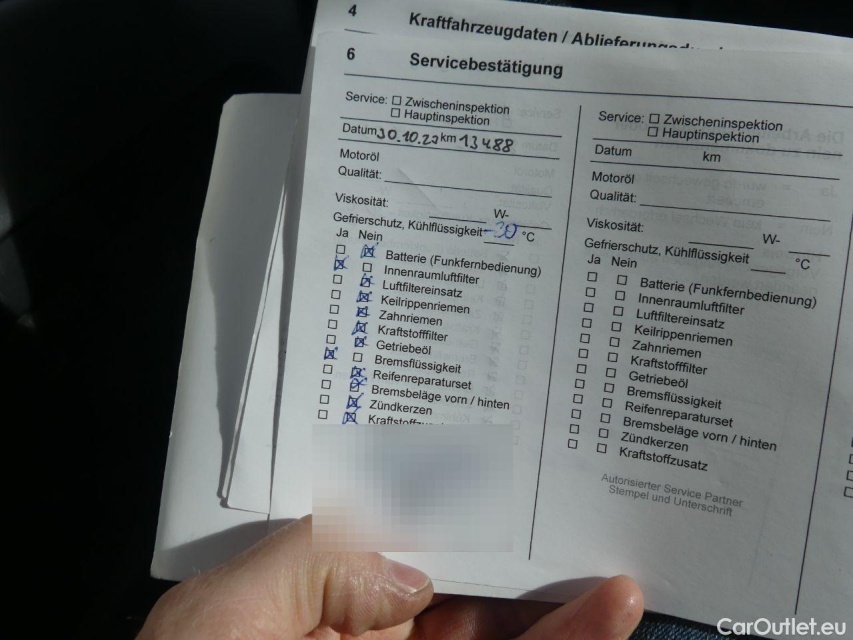 4 Kraftfahrzeugdaten /
6 Servicebestätigung
Service: ☐ Zwischeninspektion
☐ Hauptinspektion
Datum 30.10.23 km 13488
Motoröl
Qualität:
Viskosität:
W-
Gefrierschutz, Kühlflüssigkeit -30 °C
Ja Nein
☐ ☒ Batterie (Funkfernbedienung)
☒ ☐ Innenraumluftfilter
☐ ☒ Luftfiltereinsatz
☐ ☒ Keilrippenriemen
☐ ☒ Zahnriemen
☐ ☒ Kraftstofffilter
☐ ☒ Getriebeöl
☒ ☐ Bremsflüssigkeit
☐ ☒ Reifenreparaturset
☐ ☒ Bremsbeläge vorn / hinten
☐ ☒ Zündkerzen
☐ ☒
Service: ☐ Zwischeninspektion
☐ Hauptinspektion
Datum km
Motoröl
Qualität:
Viskosität:
W-
Gefrierschutz, Kühlflüssigkeit °C
Ja Nein
☐ ☐ Batterie (Funkfernbedienung)
☐ ☐ Innenraumluftfilter
☐ ☐ Luftfiltereinsatz
☐ ☐ Keilrippenriemen
☐ ☐ Zahnriemen
☐ ☐ Kraftstofffilter
☐ ☐ Getriebeöl
☐ ☐ Bremsflüssigkeit
☐ ☐ Reifenreparaturset
☐ ☐ Bremsbeläge vorn / hinten
☐ ☐ Zündkerzen
☐ ☐ Kraftstoffzusatz
Autorisierter Service Partner
Stempel und Unterschrift
CarOutlet.eu